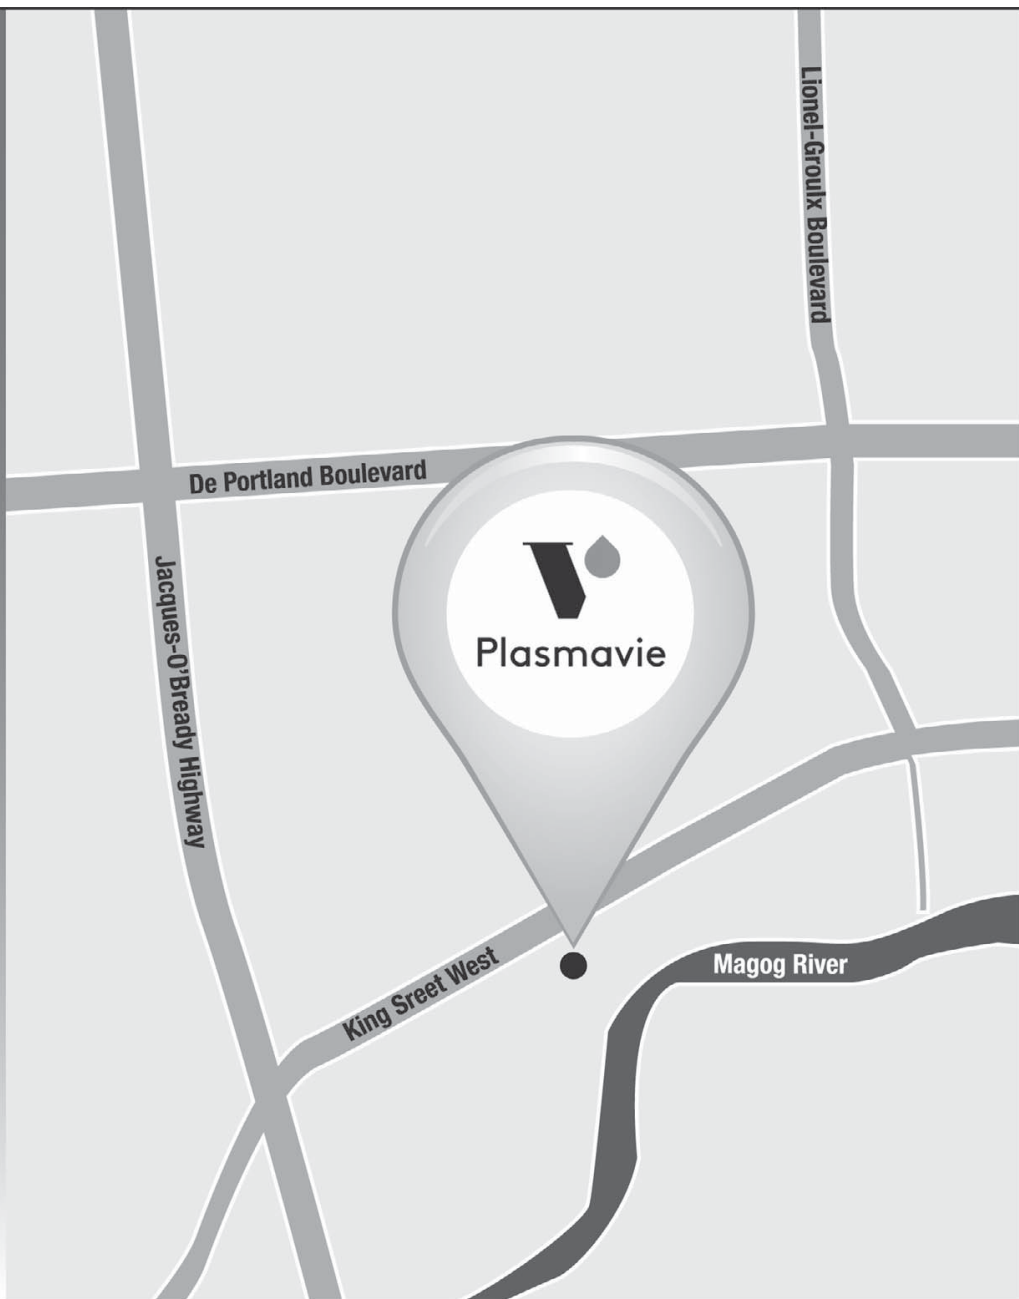 Lionel-Groulx Boulevard
De Portland Boulevard
Jacques-O'Bready Highway
Plasmavie
King Sreet West
Magog River